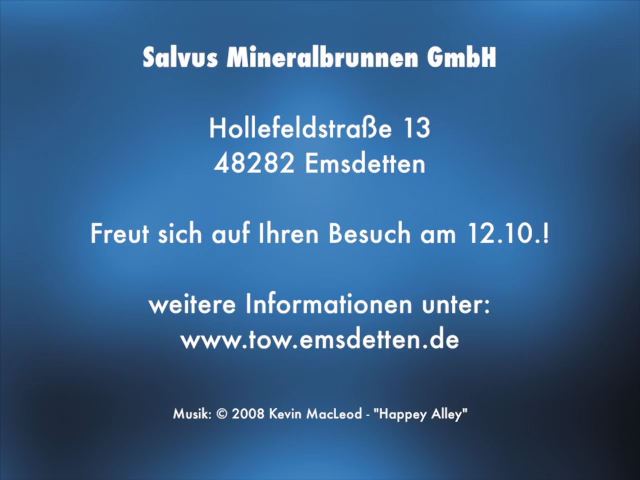 Salvus Mineralbrunnen GmbH
Hollefeldstraße 13
48282 Emsdetten
Freut sich auf Ihren Besuch am 12.10.!
weitere Informationen unter:
www.tow.emsdetten.de
Musik: © 2008 Kevin MacLeod - "Happey Alley"